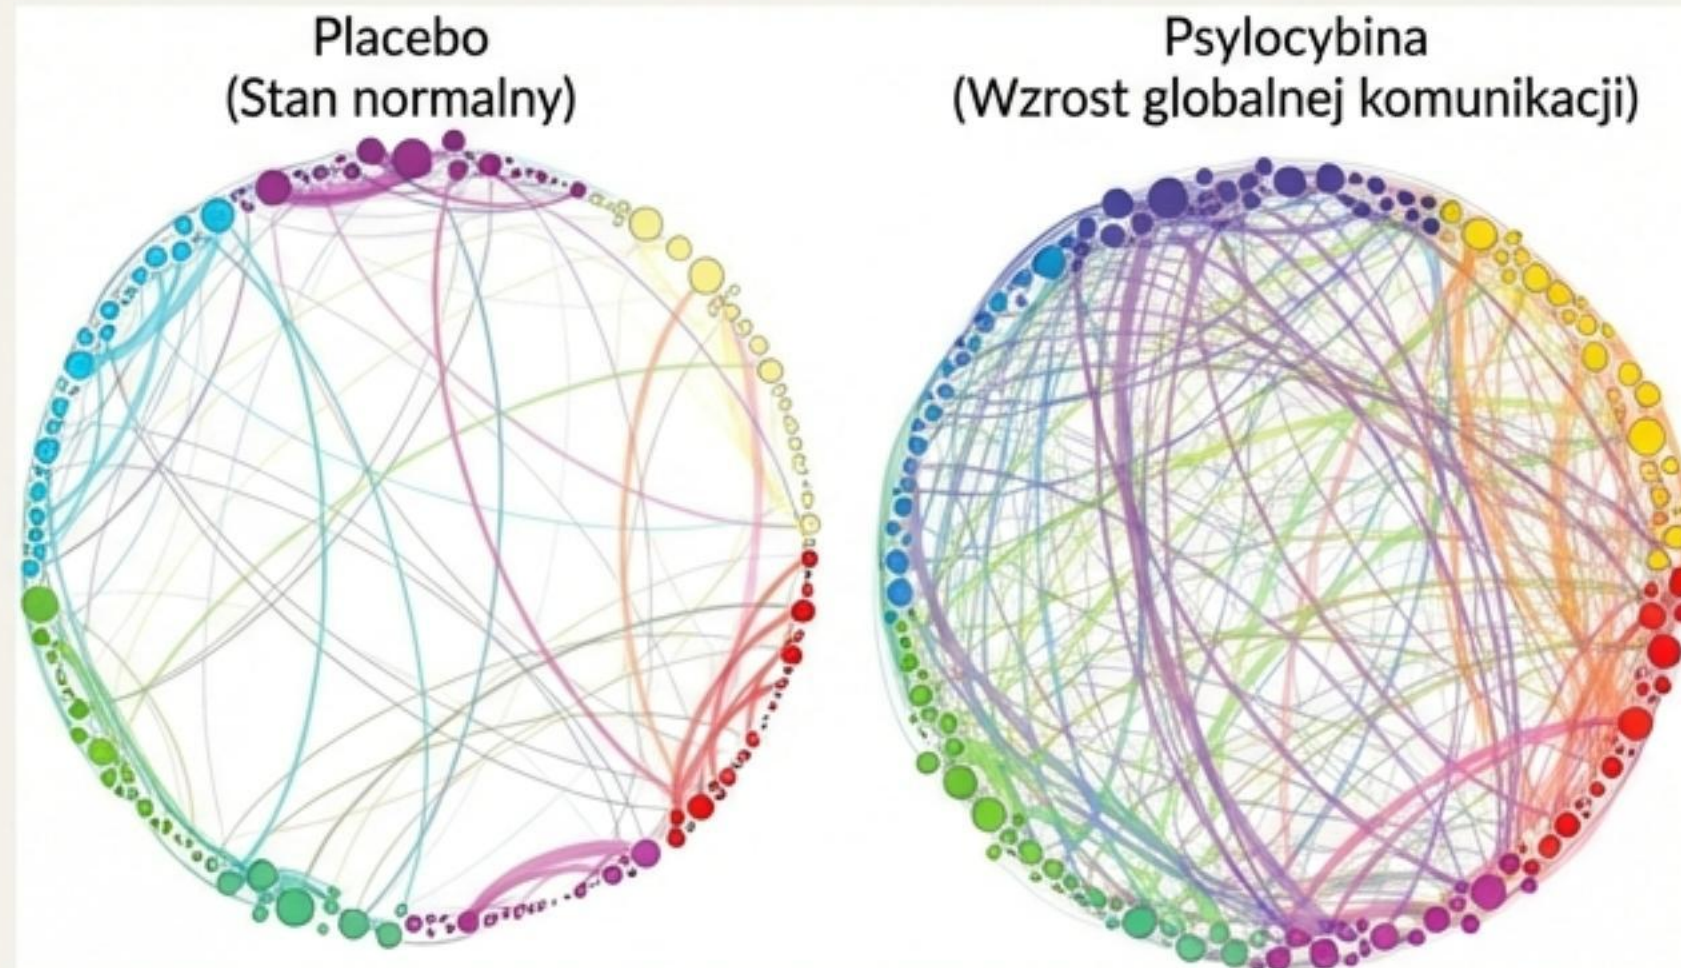 Placebo
(Stan normalny)
Psylocybina
(Wzrost globalnej komunikacji)